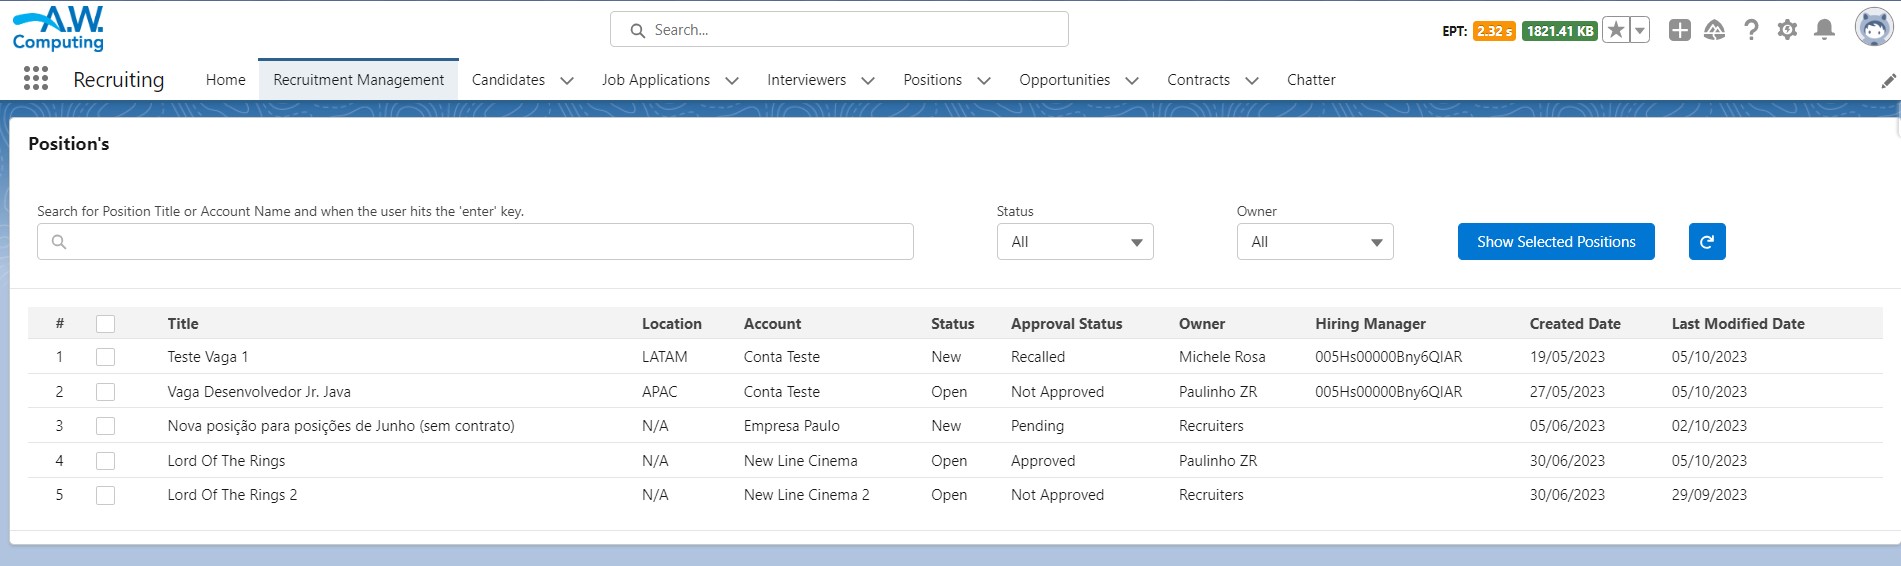 A.W.
Computing
Search...
EPT: 2.32 s 1821.41 KB
Recruiting Home Recruitment Management Candidates Job Applications Interviewers Positions Opportunities Contracts Chatter
Position's
Search for Position Title or Account Name and when the user hits the 'enter' key. Status Owner
All All Show Selected Positions
# Title Location Account Status Approval Status Owner Hiring Manager Created Date Last Modified Date
1 Teste Vaga 1 LATAM Conta Teste New Recalled Michele Rosa 005Hs00000Bny6QIAR 19/05/2023 05/10/2023
2 Vaga Desenvolvedor Jr. Java APAC Conta Teste Open Not Approved Paulinho ZR 005Hs00000Bny6QIAR 27/05/2023 05/10/2023
3 Nova posição para posições de Junho (sem contrato) N/A Empresa Paulo New Pending Recruiters 05/06/2023 02/10/2023
4 Lord Of The Rings N/A New Line Cinema Open Approved Paulinho ZR 30/06/2023 05/10/2023
5 Lord Of The Rings 2 N/A New Line Cinema 2 Open Not Approved Recruiters 30/06/2023 29/09/2023